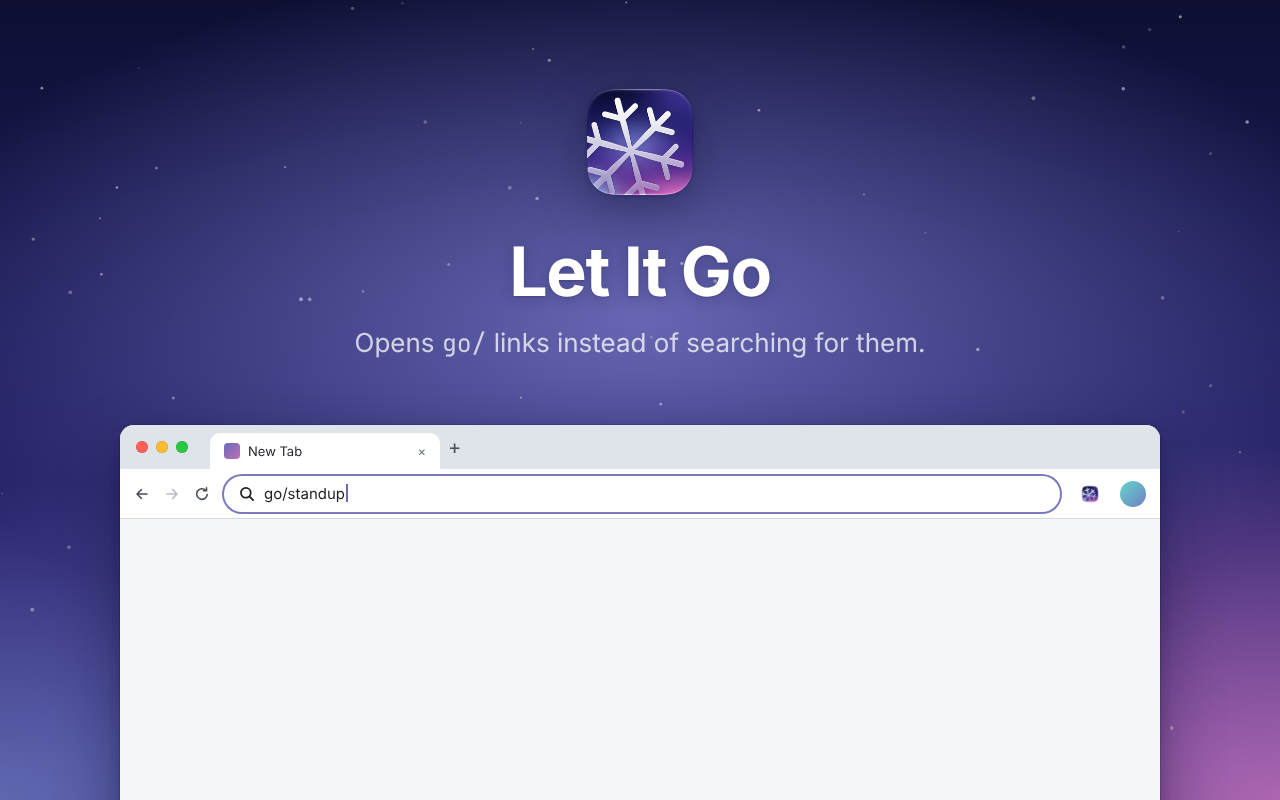 Let It Go
Opens go/ links instead of searching for them.
New Tab
go/standup